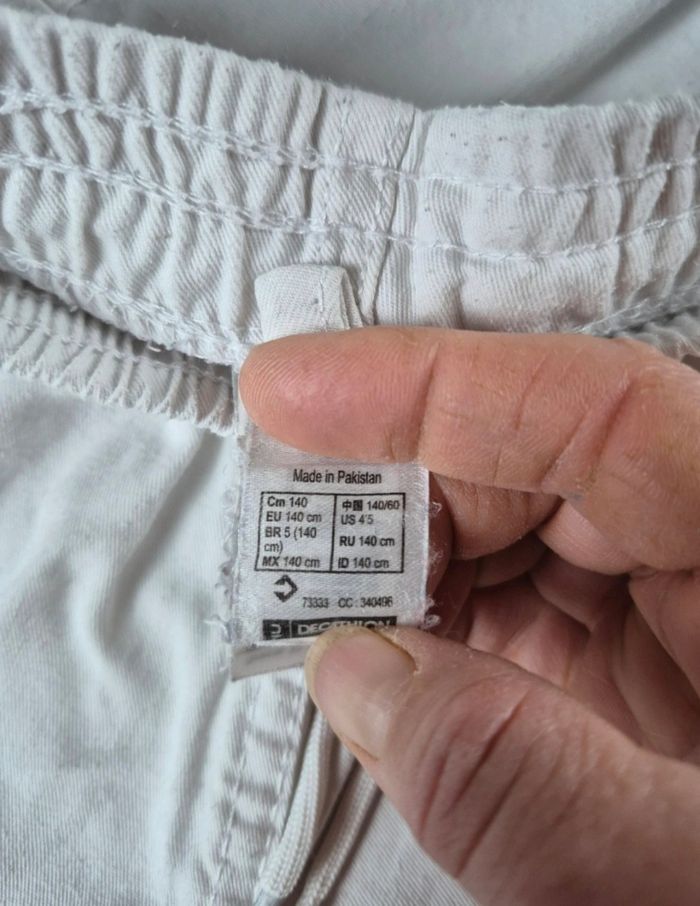 Made in Pakistan
Cm 140
EU 140 cm
BR 5 (140
cm)
MX 140 cm
中国 140/60
US 4'5
RU 140 cm
ID 140 cm
73333 CC : 340496
DECATHLON